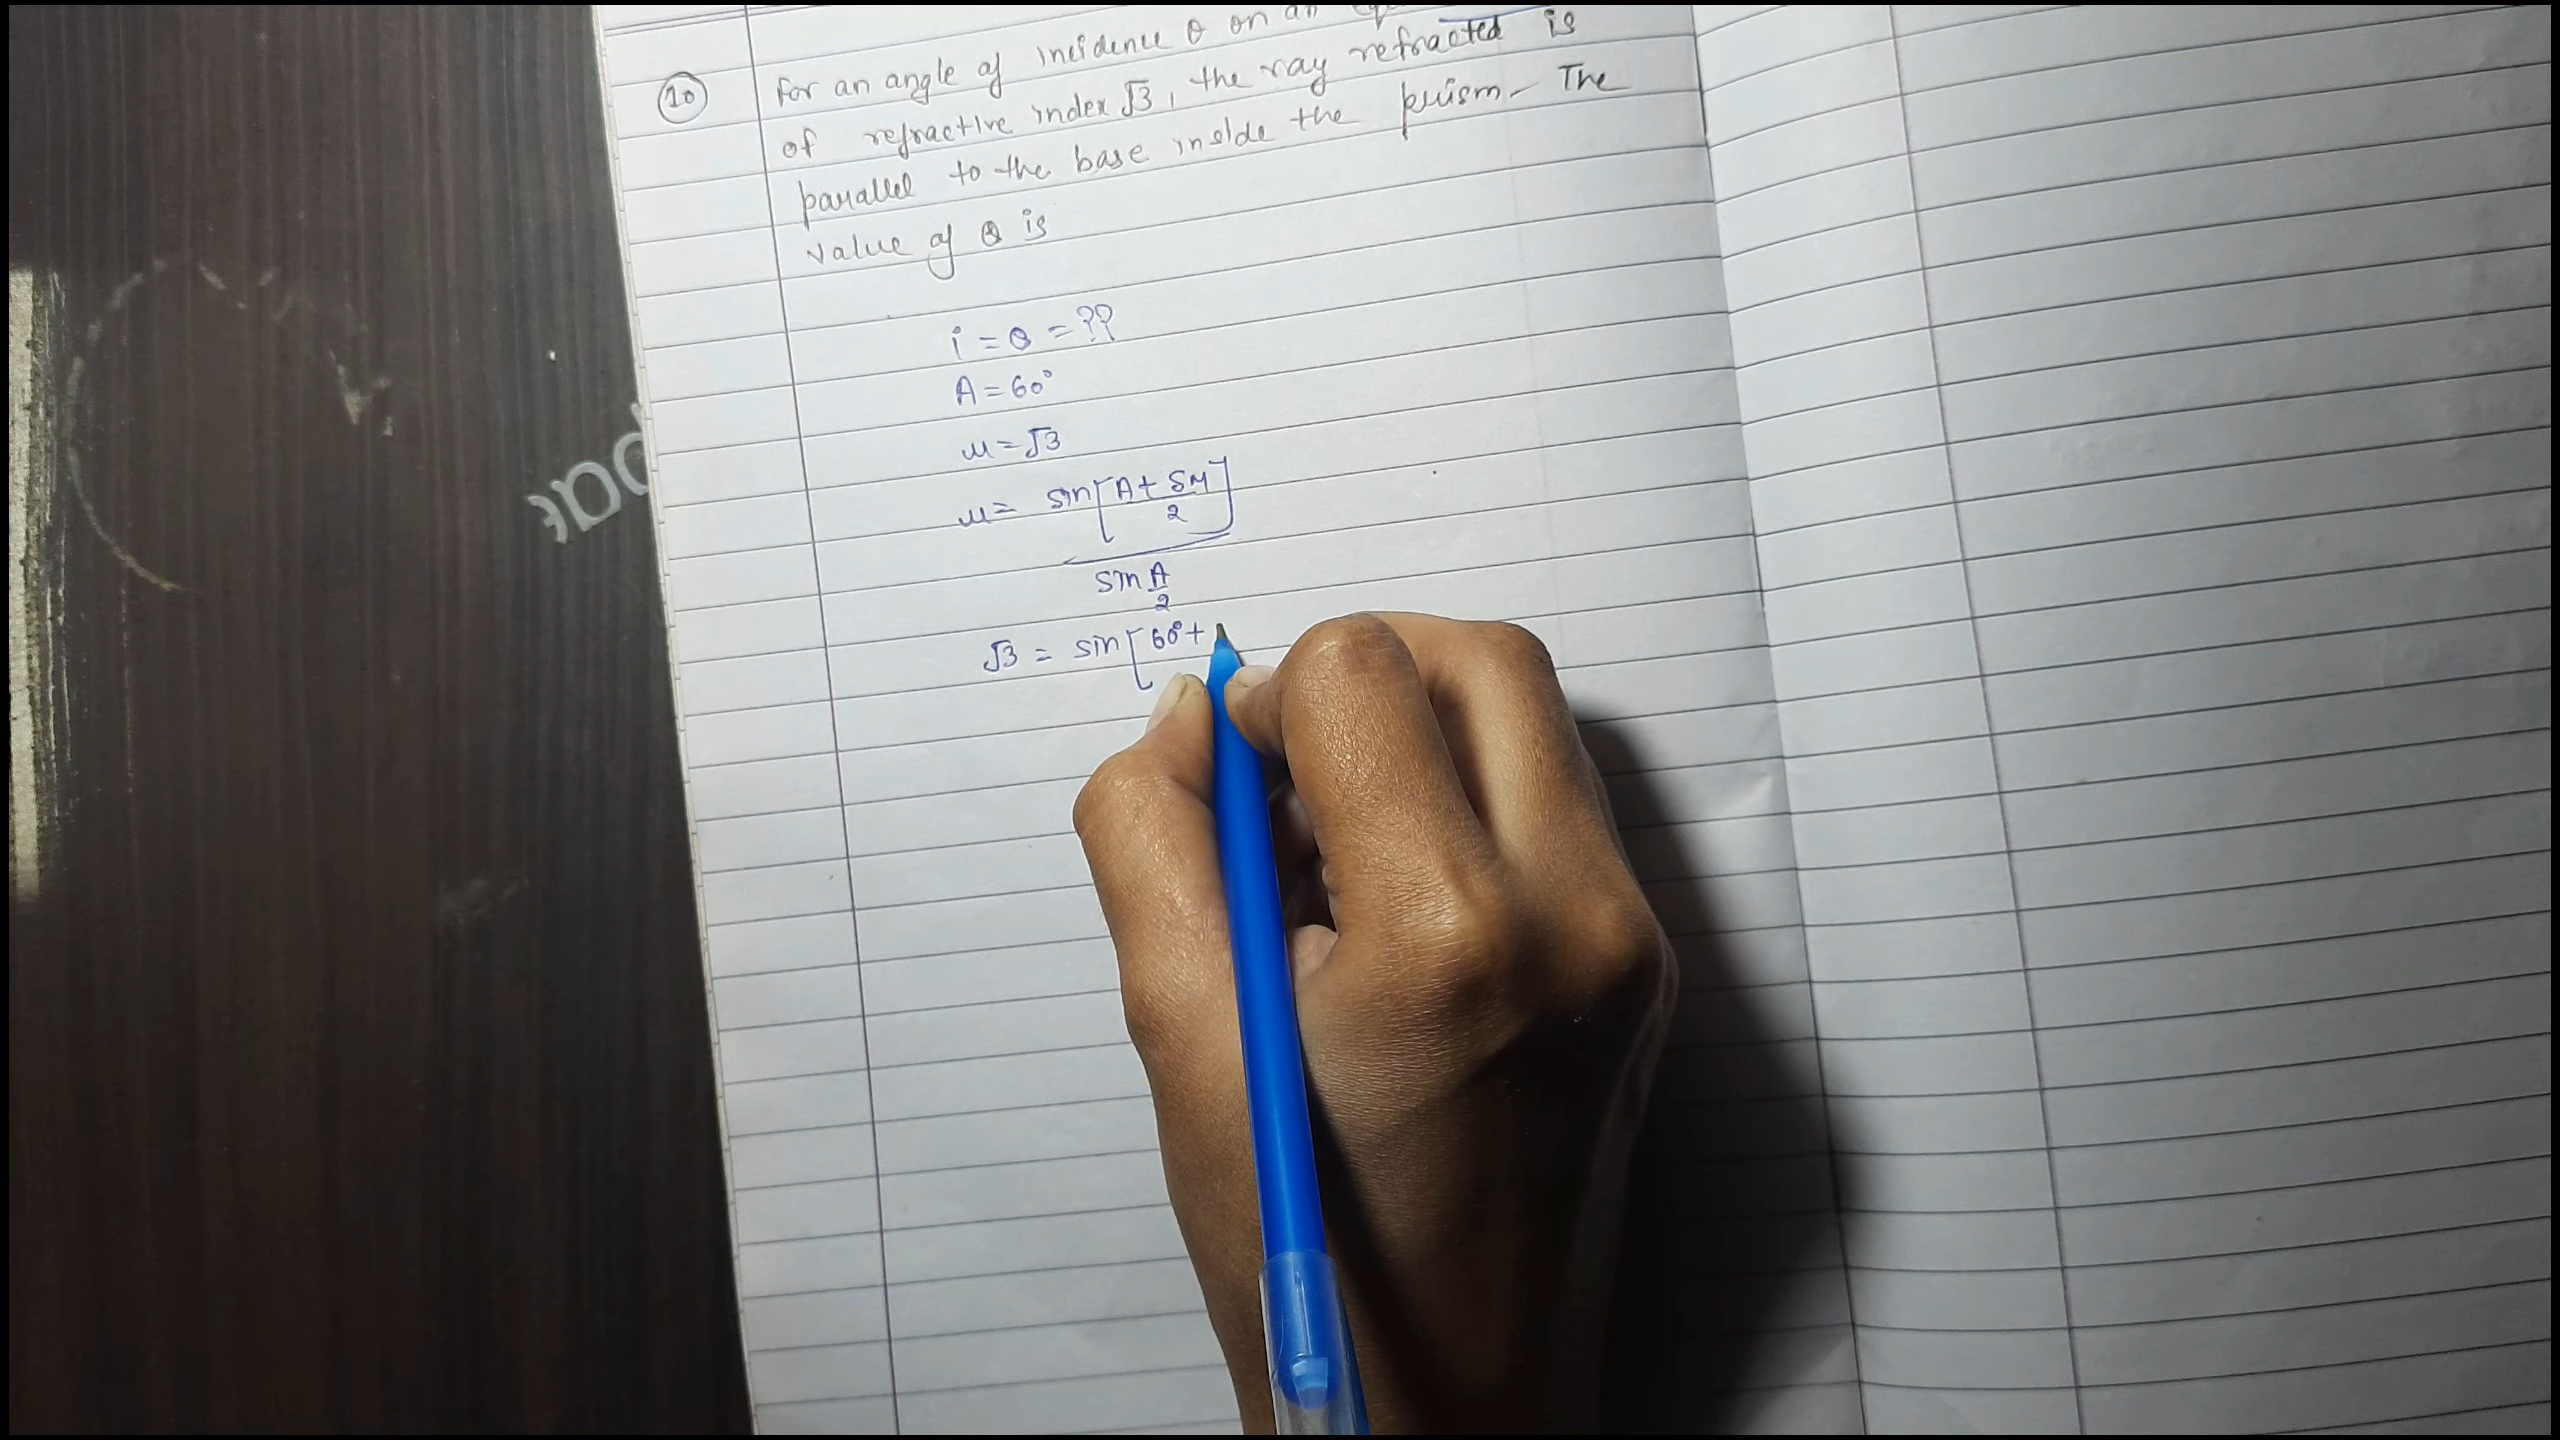 10 For an angle of incidence θ on an
of refractive index √3, the ray refracted is
parallel to the base inside the prism. The
value of θ is
i = θ = ??
A = 60°
μ = √3
μ = sin[A + δM/2]
sin A/2
√3 = sin[60° +